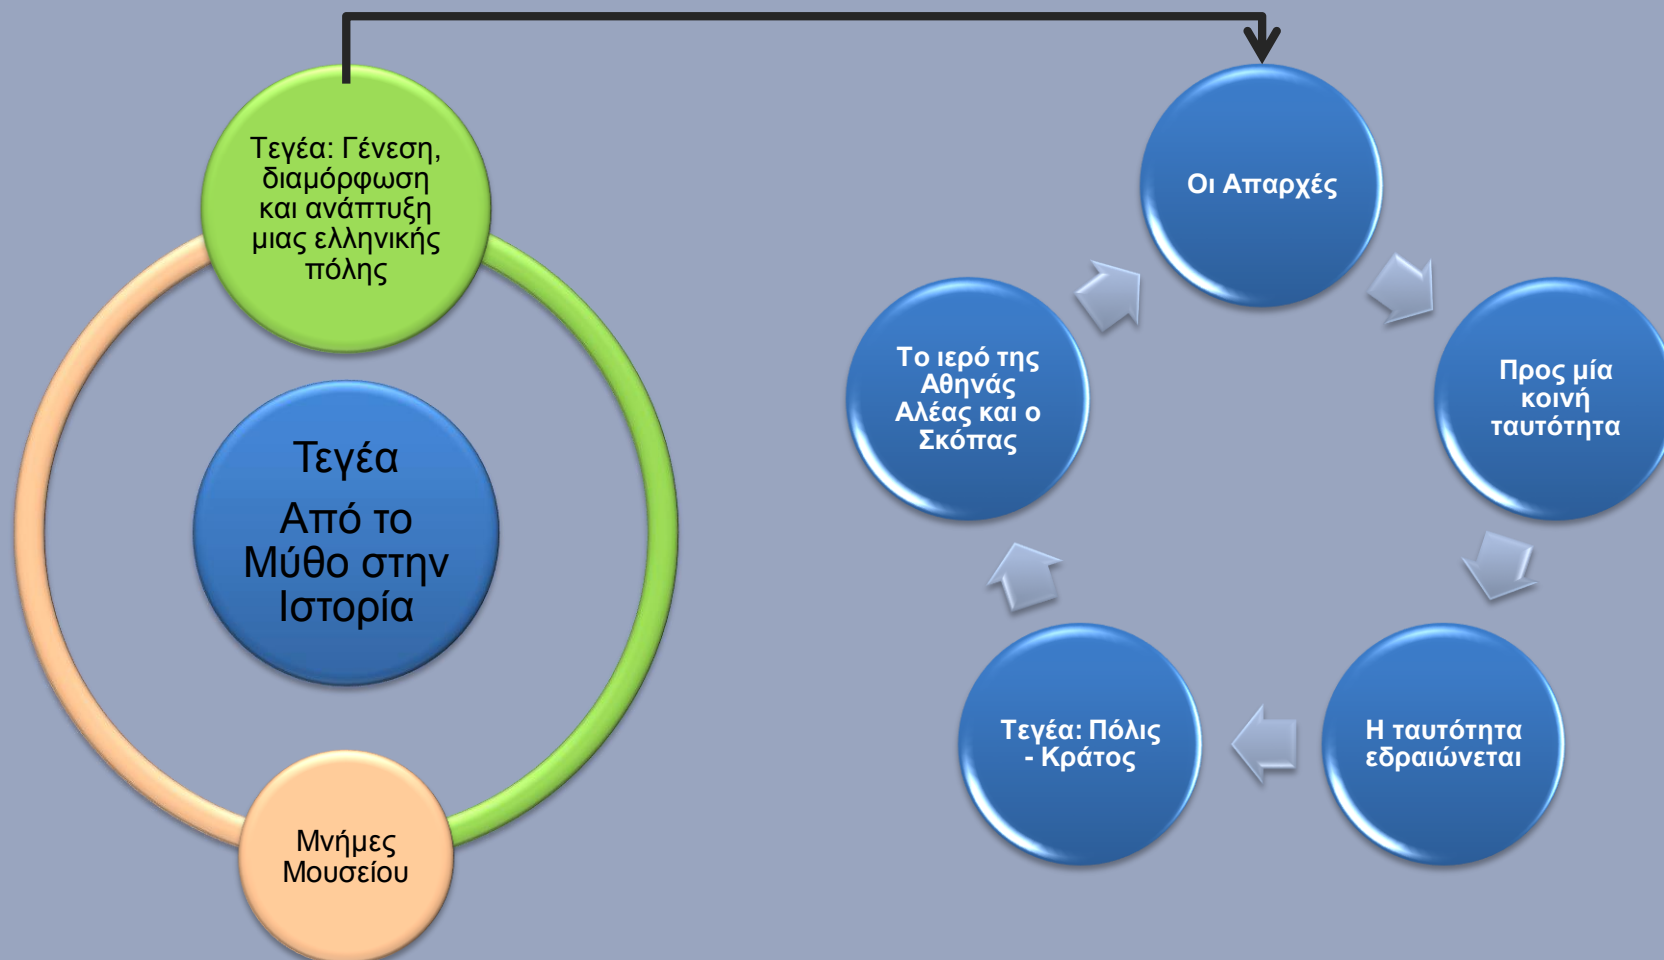 Τεγέα: Γένεση,
διαμόρφωση
και ανάπτυξη
μιας ελληνικής
πόλης
Τεγέα
Από το
Μύθο στην
Ιστορία
Μνήμες
Μουσείου
Οι Απαρχές
Προς μία
κοινή
ταυτότητα
Η ταυτότητα
εδραιώνεται
Τεγέα: Πόλις
- Κράτος
Το ιερό της
Αθηνάς
Αλέας και ο
Σκόπας